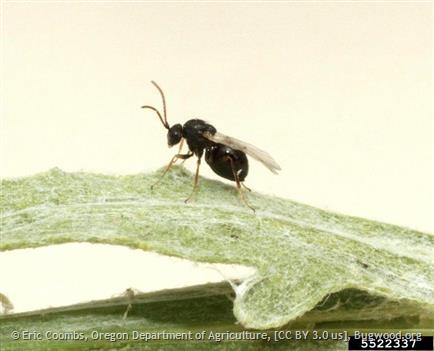 © Eric Coombs, Oregon Department of Agriculture, [CC BY 3.0 us], Bugwood.org
5522337